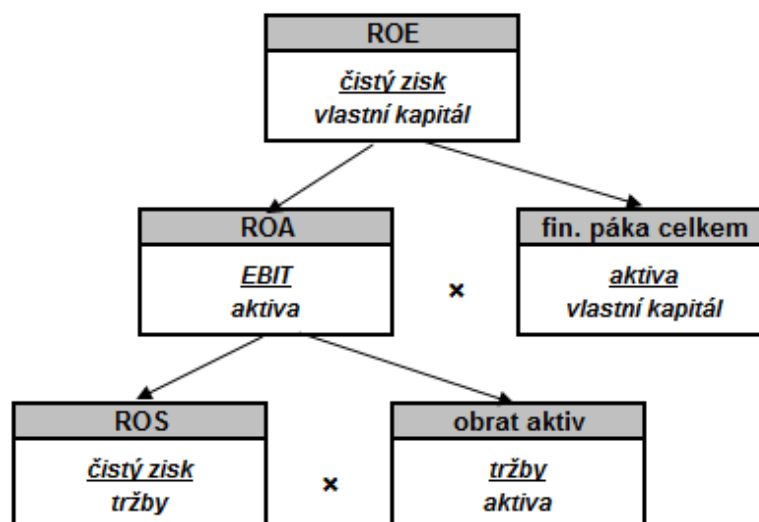 ROE
čistý zisk
vlastní kapitál
ROA
EBIT
aktiva
×
fin. páka celkem
aktiva
vlastní kapitál
ROS
čistý zisk
tržby
×
obrat aktiv
tržby
aktiva